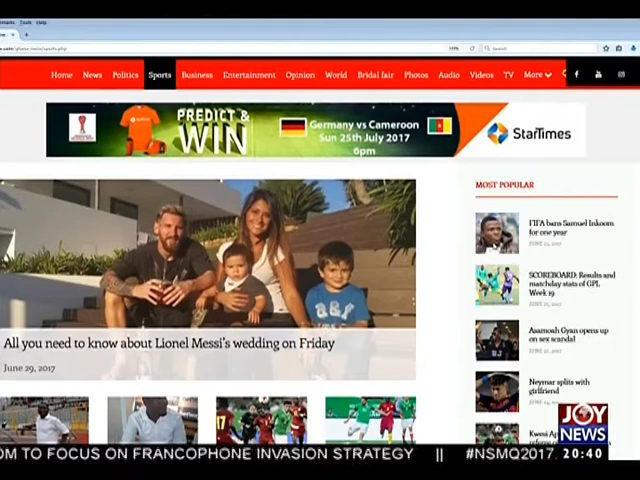 Tools Help
Search
Home News Politics Sports Business Entertainment Opinion World Bridal fair Photos Audio Videos TV More
PREDICT &
WIN
Germany vs Cameroon
Sun 25th July 2017
6pm
StarTimes
MOST POPULAR
FIFA bans Samuel Inkoom
for one year
SCOREBOARD: Results and
matchday stats of GPL
Week 19
Asamoah Gyan opens up
on sex scandal
Neymar splits with
girlfriend
All you need to know about Lionel Messi's wedding on Friday
June 29, 2017
JOY
NEWS
OM TO FOCUS ON FRANCOPHONE INVASION STRATEGY || #NSMQ2017.
20:40